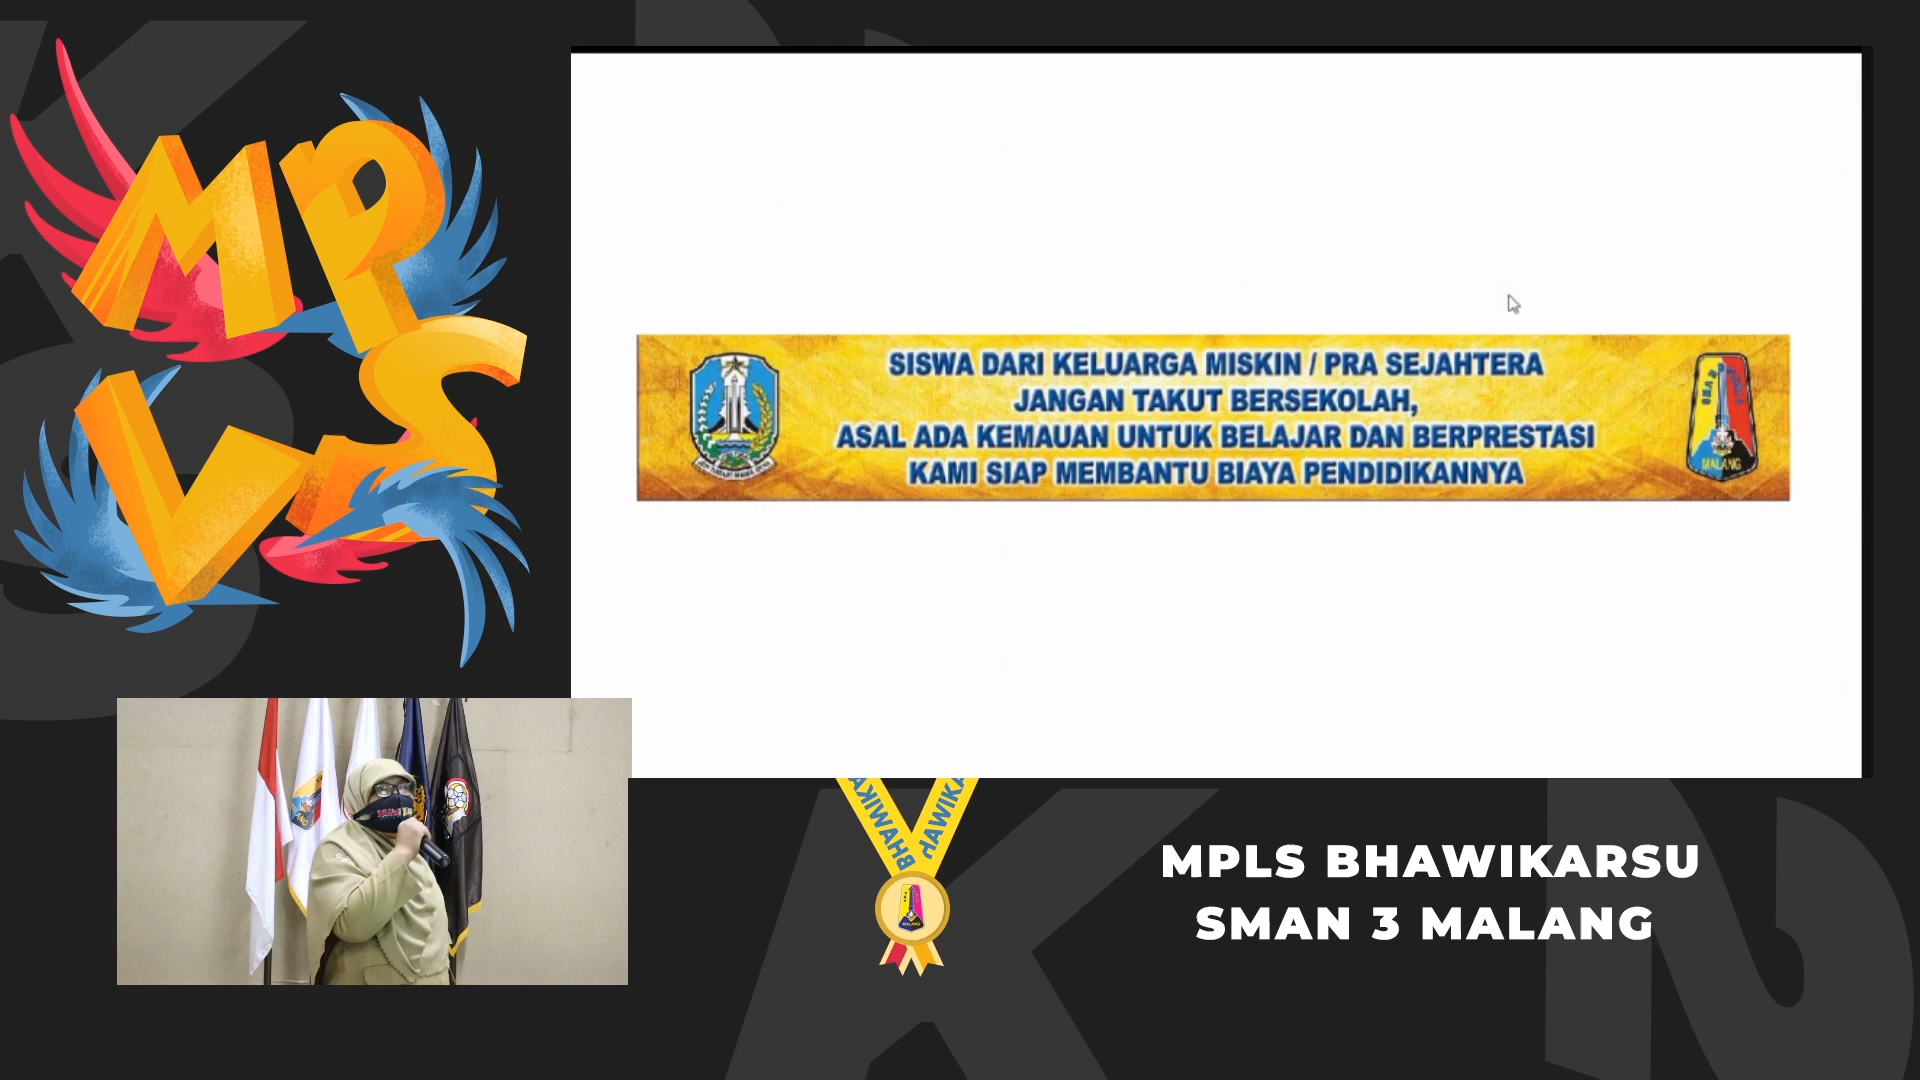 MPLS
SISWA DARI KELUARGA MISKIN / PRA SEJAHTERA
JANGAN TAKUT BERSEKOLAH,
ASAL ADA KEMAUAN UNTUK BELAJAR DAN BERPRESTASI
KAMI SIAP MEMBANTU BIAYA PENDIDIKANNYA
MALANG
MPLS BHAWIKARSU
SMAN 3 MALANG
MALANG